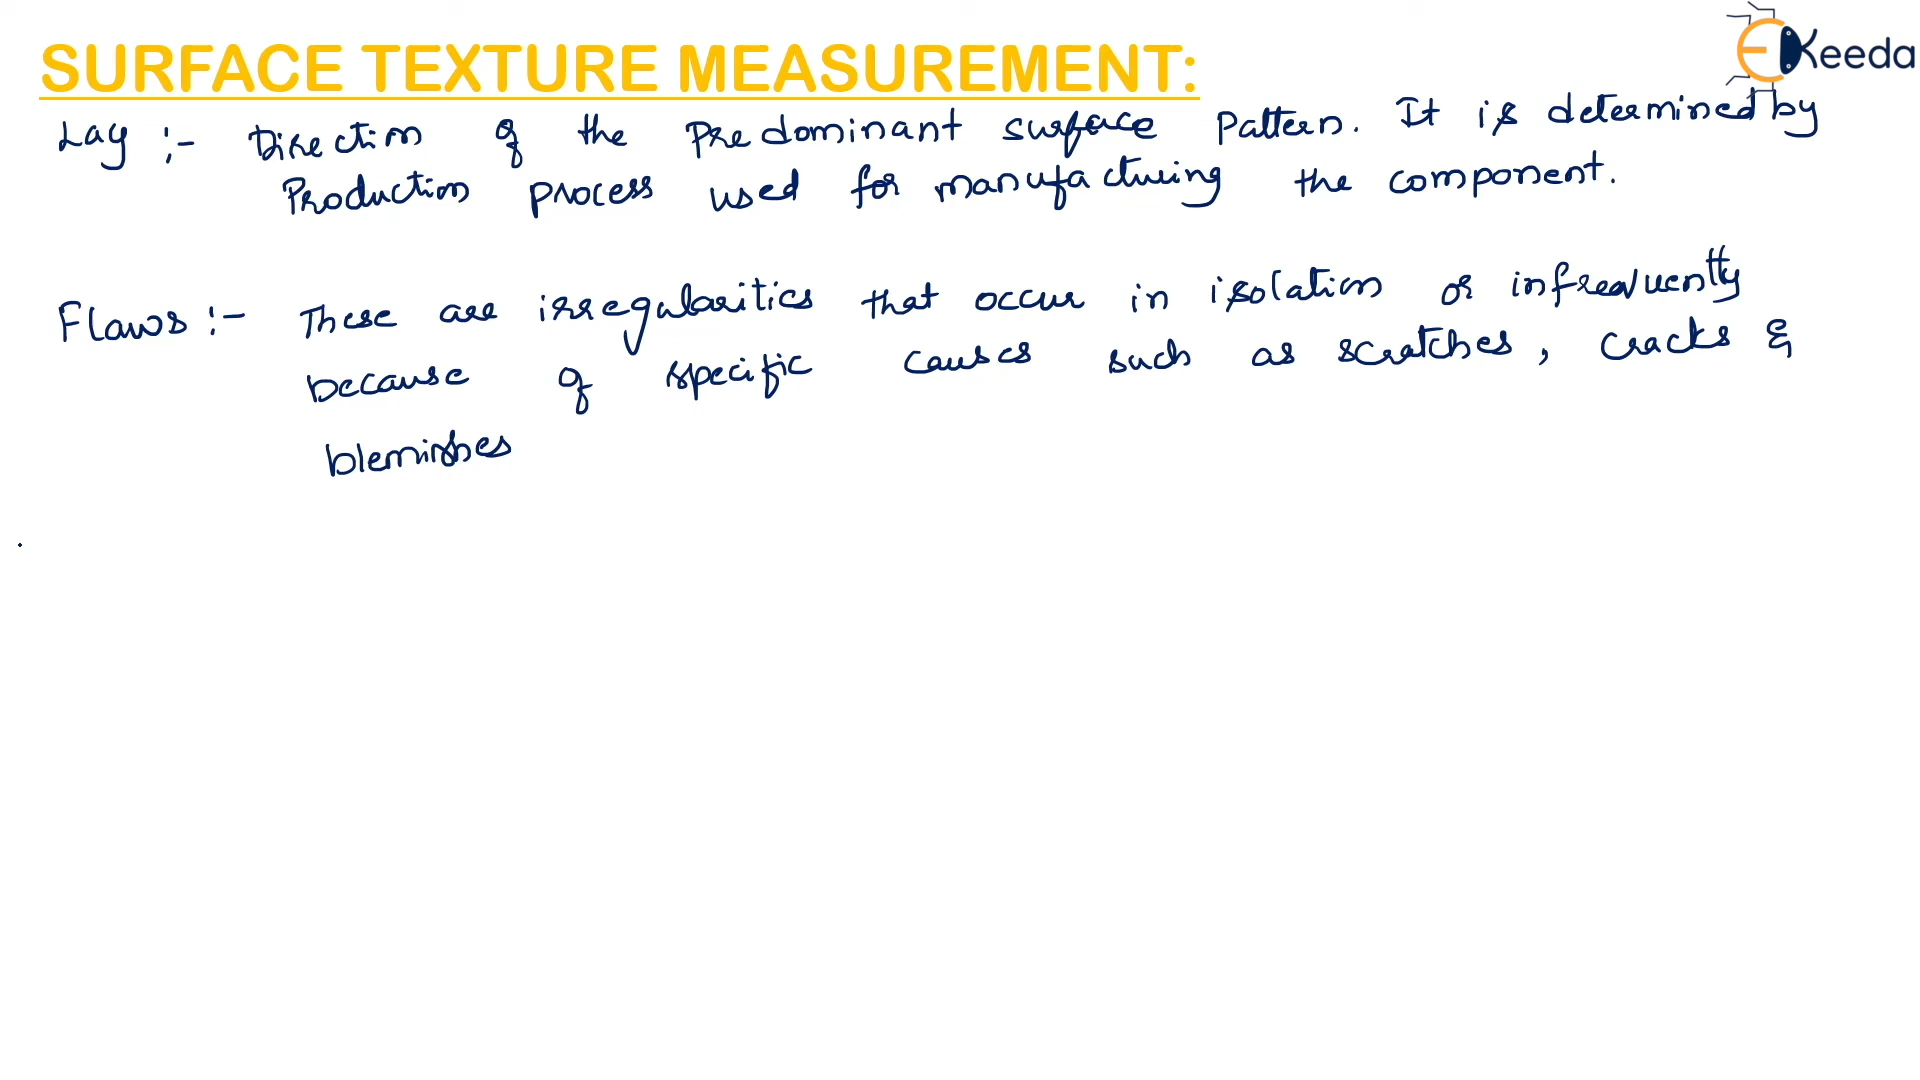 SURFACE TEXTURE MEASUREMENT:
EKeeda
Lay :- Direction of the Predominant surface Pattern. It is determined by
Production process used for manufacturing the component.
Flaws :- These are irregularities that occur in isolation or infrequently
because of specific causes such as scratches, cracks &
blemishes